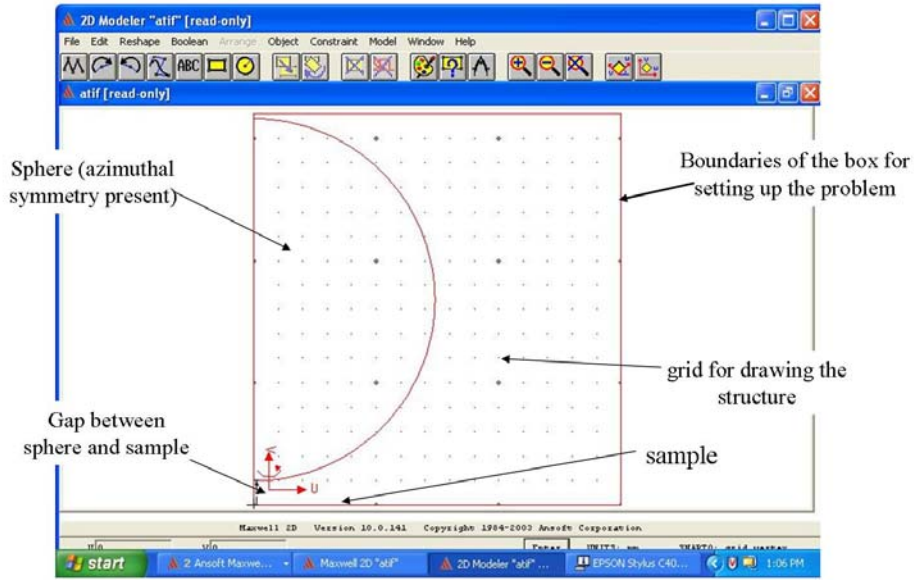 2D Modeler "atif" [read-only]
File Edit Reshape Boolean Arrange Object Constraint Model Window Help
ABC
atif [read-only]
Sphere (azimuthal
symmetry present)
Boundaries of the box for
setting up the problem
grid for drawing the
structure
Gap between
sphere and sample
sample
U
Maxwell 2D Version 10.0.141 Copyright 1984-2003 Ansoft Corporation
Enter
start
2 Ansoft Maxwe...
Maxwell 2D "atif"
2D Modeler "atif" ...
EPSON Stylus C40...
1:06 PM